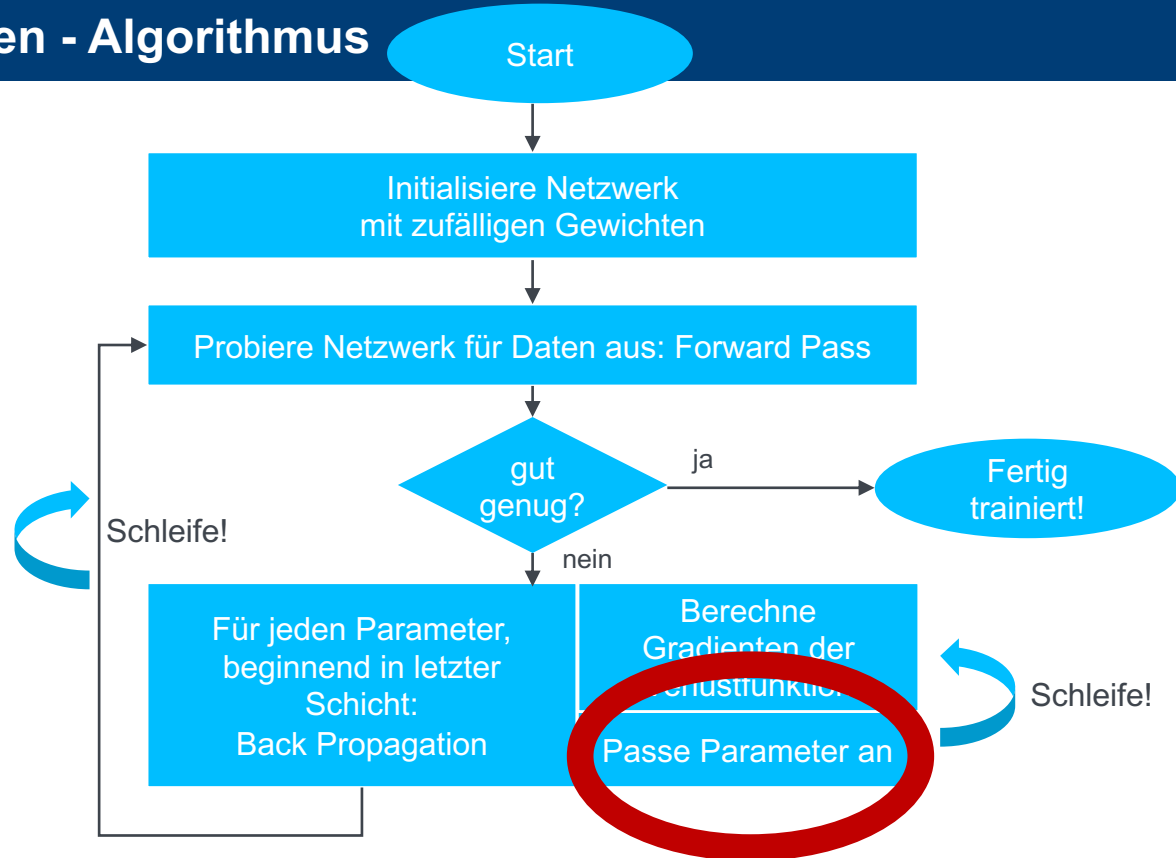 en - Algorithmus
Start
Initialisiere Netzwerk
mit zufälligen Gewichten
Probiere Netzwerk für Daten aus: Forward Pass
gut
genug?
ja
Fertig
trainiert!
Schleife!
nein
Für jeden Parameter,
beginnend in letzter
Schicht:
Back Propagation
Berechne
Gradienten der
Passe Parameter an
Schleife!